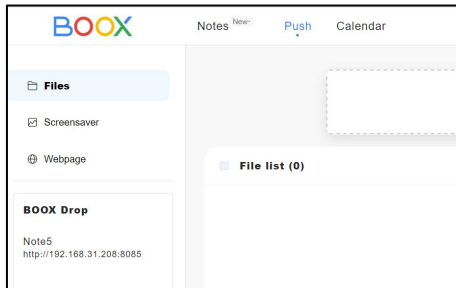 BOOX
Notes New~
Push
Calendar
Files
Screensaver
Webpage
File list (0)
BOOX Drop
Note5
http://192.168.31.208:8085